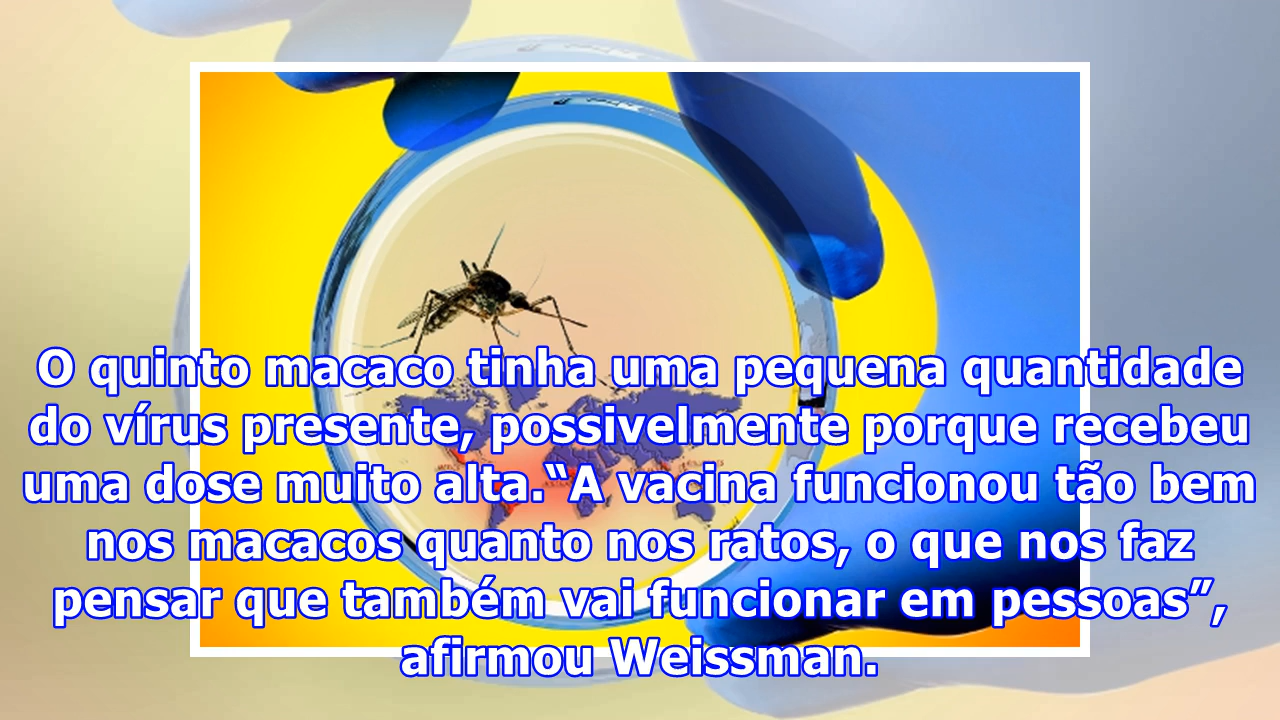 O quinto macaco tinha uma pequena quantidade
do vírus presente, possivelmente porque recebeu
uma dose muito alta.“A vacina funcionou tão bem
nos macacos quanto nos ratos, o que nos faz
pensar que também vai funcionar em pessoas”,
afirmou Weissman.